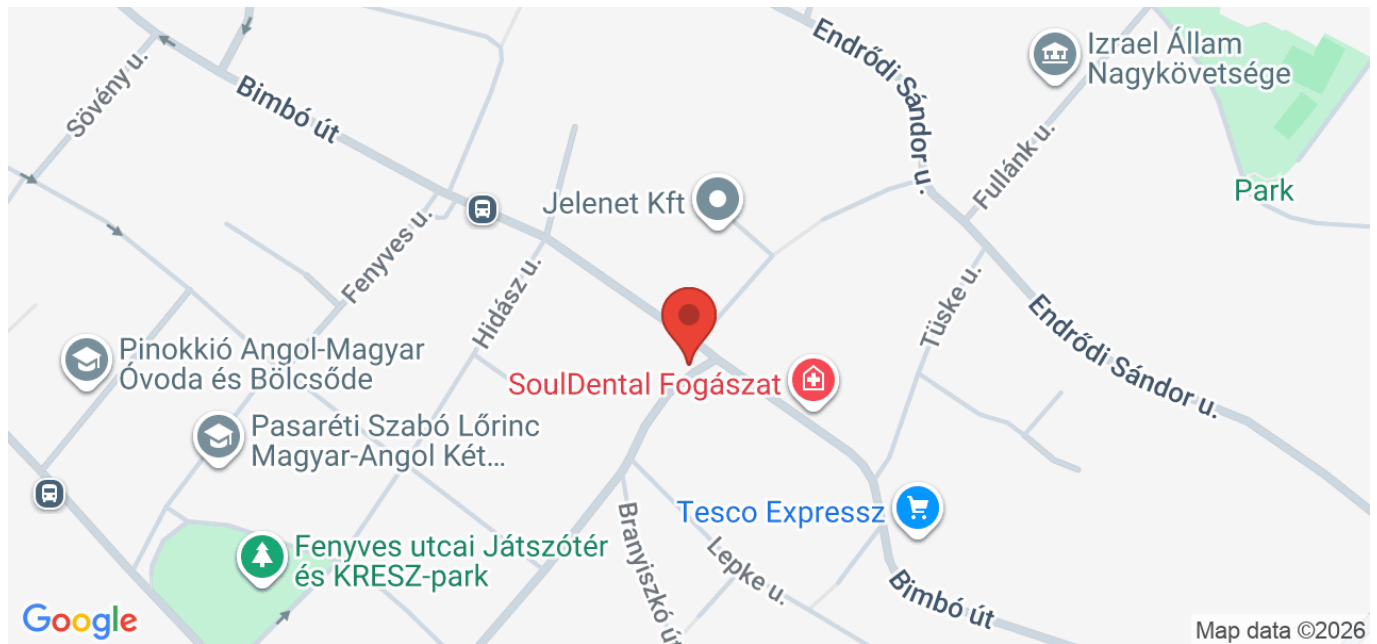 Endrődi Sándor u.
Izrael Állam
Nagykövetsége
Sövény u.
Bimbó út
Fullánk u.
Park
Jelenet Kft
Fenyves u.
Hidász u.
Tüske u.
Endrődi Sándor u.
Pinokkió Angol-Magyar
Óvoda és Bölcsőde
SoulDental Fogászat
Pasaréti Szabó Lőrinc
Magyar-Angol Két...
Tesco Expressz
Branyiszkó út
Lepke u.
Fenyves utcai Játszótér
és KRESZ-park
Bimbó út
Google
Map data ©2026